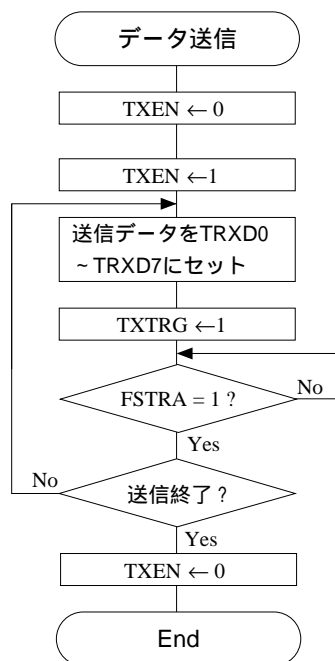 データ送信
TXEN ← 0
TXEN ←1
送信データをTRXD0
~ TRXD7にセット
TXTRG ←1
FSTRA = 1 ?
No
Yes
No
送信終了?
Yes
TXEN ← 0
End